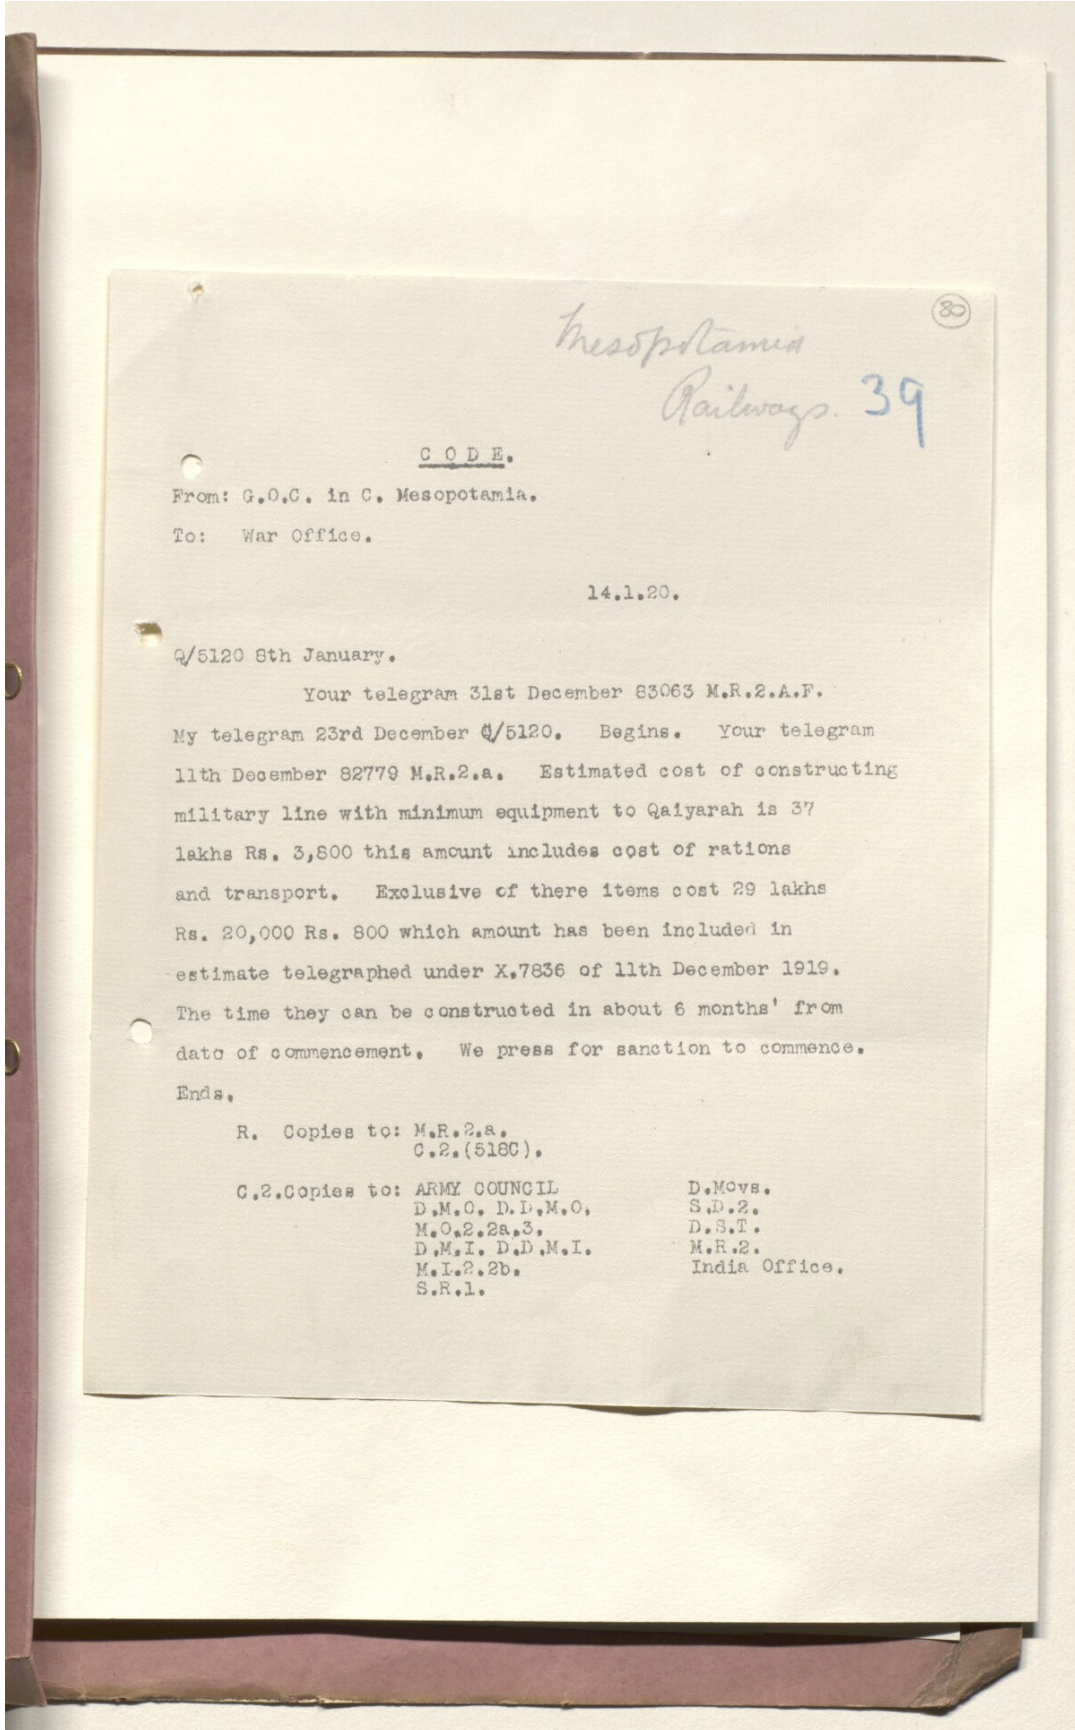 80
Mesopotamia
Railways. 39
CODE.
From: G.O.C. in C. Mesopotamia.
To: War Office.
14.1.20.
Q/5120 8th January.
Your telegram 31st December 83063 M.R.2.A.F.
My telegram 23rd December Q/5120. Begins. Your telegram
11th December 82779 M.R.2.a. Estimated cost of constructing
military line with minimum equipment to Qaiyarah is 37
lakhs Rs. 3,800 this amount includes cost of rations
and transport. Exclusive of there items cost 29 lakhs
Rs. 20,000 Rs. 800 which amount has been included in
estimate telegraphed under X.7836 of 11th December 1919.
The time they can be constructed in about 6 months' from
date of commencement. We press for sanction to commence.
Ends.
R. Copies to: M.R.2.a.
C.2.(518C).
C.2.Copies to: ARMY COUNCIL D.Movs.
D.M.O. D.D.M.O. S.D.2.
M.O.2.2a.3. D.S.T.
D.M.I. D.D.M.I. M.R.2.
M.I.2.2b. India Office.
S.R.1.